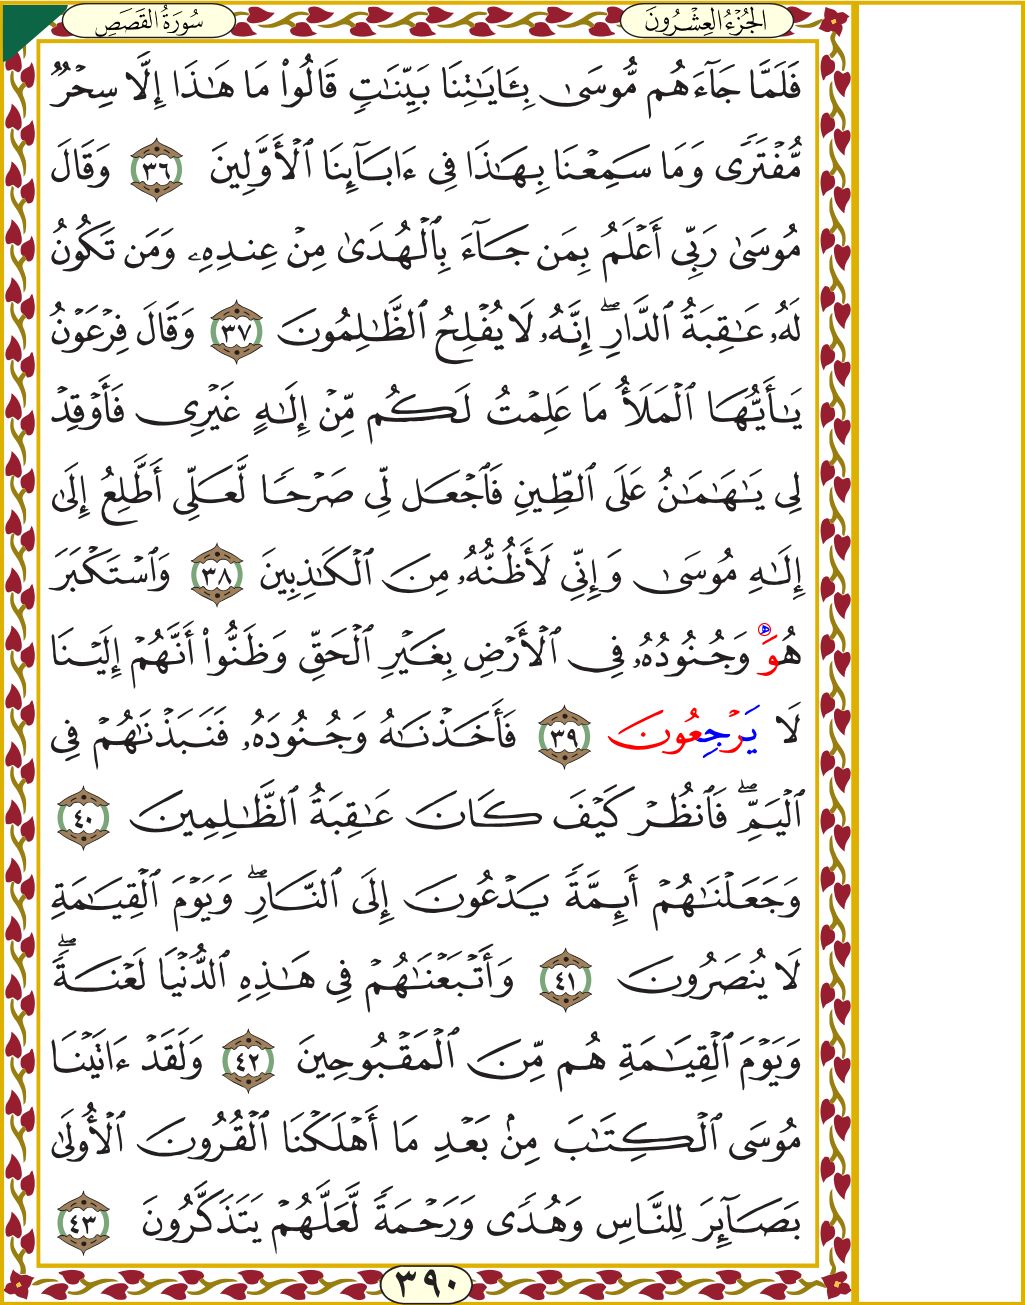 الجُزْءُ العِشْرُونَ
سُورَةُ القَصَصِ
فَلَمَّا جَآءَهُم مُّوسَىٰ بِـَٔايَـٰتِنَا بَيِّنَـٰتٖ قَالُواْ مَا هَـٰذَآ إِلَّا سِحۡرٞ
مُّفۡتَرٗى وَمَا سَمِعۡنَا بِهَـٰذَا فِيٓ ءَابَآئِنَا ٱلۡأَوَّلِينَ ٣٦ وَقَالَ
مُوسَىٰ رَبِّيٓ أَعۡلَمُ بِمَن جَآءَ بِٱلۡهُدَىٰ مِنۡ عِندِهِۦ وَمَن تَكُونُ
لَهُۥ عَـٰقِبَةُ ٱلدَّارِۚ إِنَّهُۥ لَا يُفۡلِحُ ٱلظَّـٰلِمُونَ ٣٧ وَقَالَ فِرۡعَوۡنُ
يَـٰٓأَيُّهَا ٱلۡمَلَأُ مَا عَلِمۡتُ لَكُم مِّنۡ إِلَـٰهٍ غَيۡرِي فَأَوۡقِدۡ
لِي يَـٰهَـٰمَـٰنُ عَلَى ٱلطِّينِ فَٱجۡعَل لِّي صَرۡحٗا لَّعَلِّيٓ أَطَّلِعُ إِلَىٰٓ
إِلَـٰهِ مُوسَىٰ وَإِنِّي لَأَظُنُّهُۥ مِنَ ٱلۡكَـٰذِبِينَ ٣٨ وَٱسۡتَكۡبَرَ
هُوَ وَجُنُودُهُۥ فِي ٱلۡأَرۡضِ بِغَيۡرِ ٱلۡحَقِّ وَظَنُّوٓاْ أَنَّهُمۡ إِلَيۡنَا
لَا يَرۡجِعُونَ ٣٩ فَأَخَذۡنَـٰهُ وَجُنُودَهُۥ فَنَبَذۡنَـٰهُمۡ فِي
ٱلۡيَمِّۖ فَٱنظُرۡ كَيۡفَ كَانَ عَـٰقِبَةُ ٱلظَّـٰلِمِينَ ٤٠
وَجَعَلۡنَـٰهُمۡ أَئِمَّةٗ يَدۡعُونَ إِلَى ٱلنَّارِۖ وَيَوۡمَ ٱلۡقِيَـٰمَةِ
لَا يُنصَرُونَ ٤١ وَأَتۡبَعۡنَـٰهُمۡ فِي هَـٰذِهِ ٱلدُّنۡيَا لَعۡنَةٗۖ
وَيَوۡمَ ٱلۡقِيَـٰمَةِ هُم مِّنَ ٱلۡمَقۡبُوحِينَ ٤٢ وَلَقَدۡ ءَاتَيۡنَا
مُوسَى ٱلۡكِتَـٰبَ مِنۢ بَعۡدِ مَآ أَهۡلَكۡنَا ٱلۡقُرُونَ ٱلۡأُولَىٰ
بَصَآئِرَ لِلنَّاسِ وَهُدٗى وَرَحۡمَةٗ لَّعَلَّهُمۡ يَتَذَكَّرُونَ ٤٣
٣٩٠